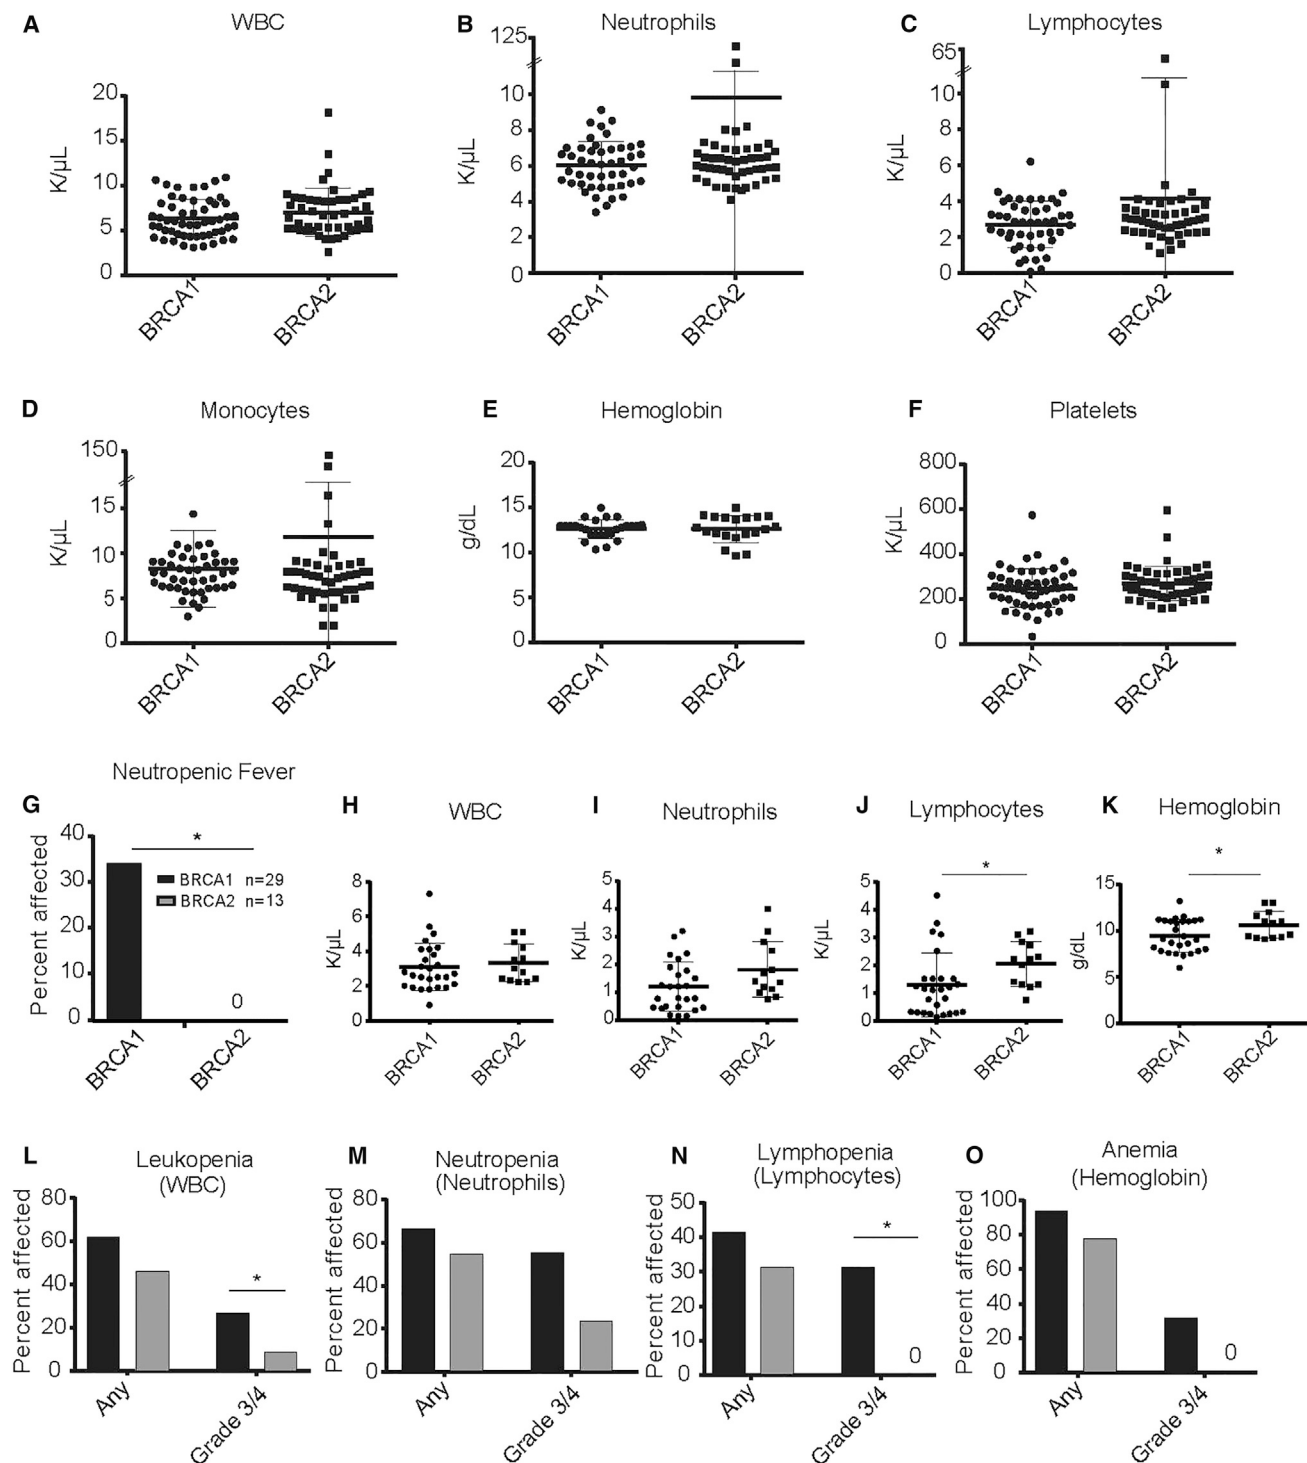 A WBC
20
15
10
5
0
K/µL
BRCA1 BRCA2
B Neutrophils
125
10
8
6
4
2
0
K/µL
BRCA1 BRCA2
C Lymphocytes
65
10
8
6
4
2
0
K/µL
BRCA1 BRCA2
D Monocytes
150
15
10
5
0
K/µL
BRCA1 BRCA2
E Hemoglobin
20
15
10
5
0
g/dL
BRCA1 BRCA2
F Platelets
800
600
400
200
0
K/µL
BRCA1 BRCA2
Neutropenic Fever
G
40
30
20
10
0
Percent affected
*
BRCA1 n=29
BRCA2 n=13
0
BRCA1 BRCA2
H WBC
8
6
4
2
0
K/µL
BRCA1 BRCA2
I Neutrophils
5
4
3
2
1
0
K/µL
BRCA1 BRCA2
J Lymphocytes
*
5
4
3
2
1
0
K/µL
BRCA1 BRCA2
K Hemoglobin
*
15
10
5
0
g/dL
BRCA1 BRCA2
L Leukopenia
(WBC)
80
60
40
20
0
Percent affected
*
Any Grade 3/4
M Neutropenia
(Neutrophils)
80
60
40
20
0
Percent affected
Any Grade 3/4
N Lymphopenia
(Lymphocytes)
50
40
30
20
10
0
Percent affected
*
0
Any Grade 3/4
O Anemia
(Hemoglobin)
100
80
60
40
20
0
Percent affected
0
Any Grade 3/4